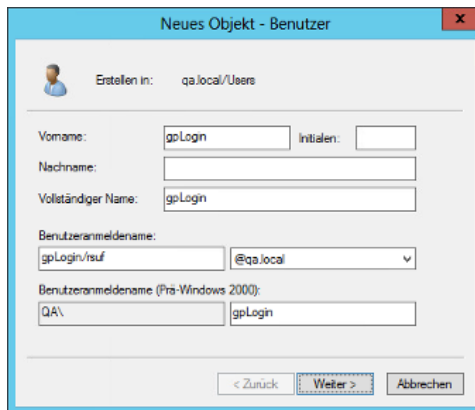 Neues Objekt - Benutzer
x
Erstellen in: qa.local/Users
Vorname: gpLogin Initialen:
Nachname:
Vollständiger Name: gpLogin
Benutzeranmeldename:
gpLogin/rsuf @qa.local
Benutzeranmeldename (Prä-Windows 2000):
QA\ gpLogin
< Zurück Weiter > Abbrechen